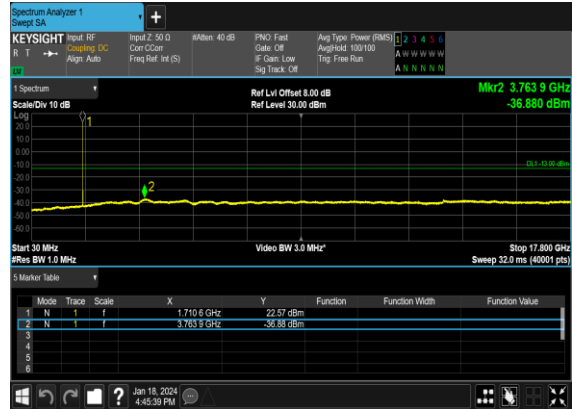 Spectrum Analyzer 1
Swept SA
+
KEYSIGHT Input: RF Input Z: 50 Ω #Atten: 40 dB PNO: Fast Avg Type: Power (RMS) 1 2 3 4 5 6
R T Coupling: DC Corr CCorr Gate: Off Avg|Hold: 100/100 A W W W W W
Align: Auto Freq Ref: Int (S) IF Gain: Low Trig: Free Run
Sig Track: Off A N N N N N
1 Spectrum Ref Lvl Offset 8.00 dB Mkr2 3.763 9 GHz
Scale/Div 10 dB Ref Level 30.00 dBm -36.880 dBm
Log
1
20.0
10.0
0.00
-10.0 DL1 -13.00 dBm
-20.0
-30.0 2
-40.0
-50.0
-60.0
Start 30 MHz Video BW 3.0 MHz* Stop 17.800 GHz
#Res BW 1.0 MHz Sweep 32.0 ms (40001 pts)
5 Marker Table
Mode Trace Scale X Y Function Function Width Function Value
1 N 1 f 1.710 6 GHz 22.57 dBm
2 N 1 f 3.763 9 GHz -36.88 dBm
3
4
5
6
? Jan 18, 2024
4:45:39 PM